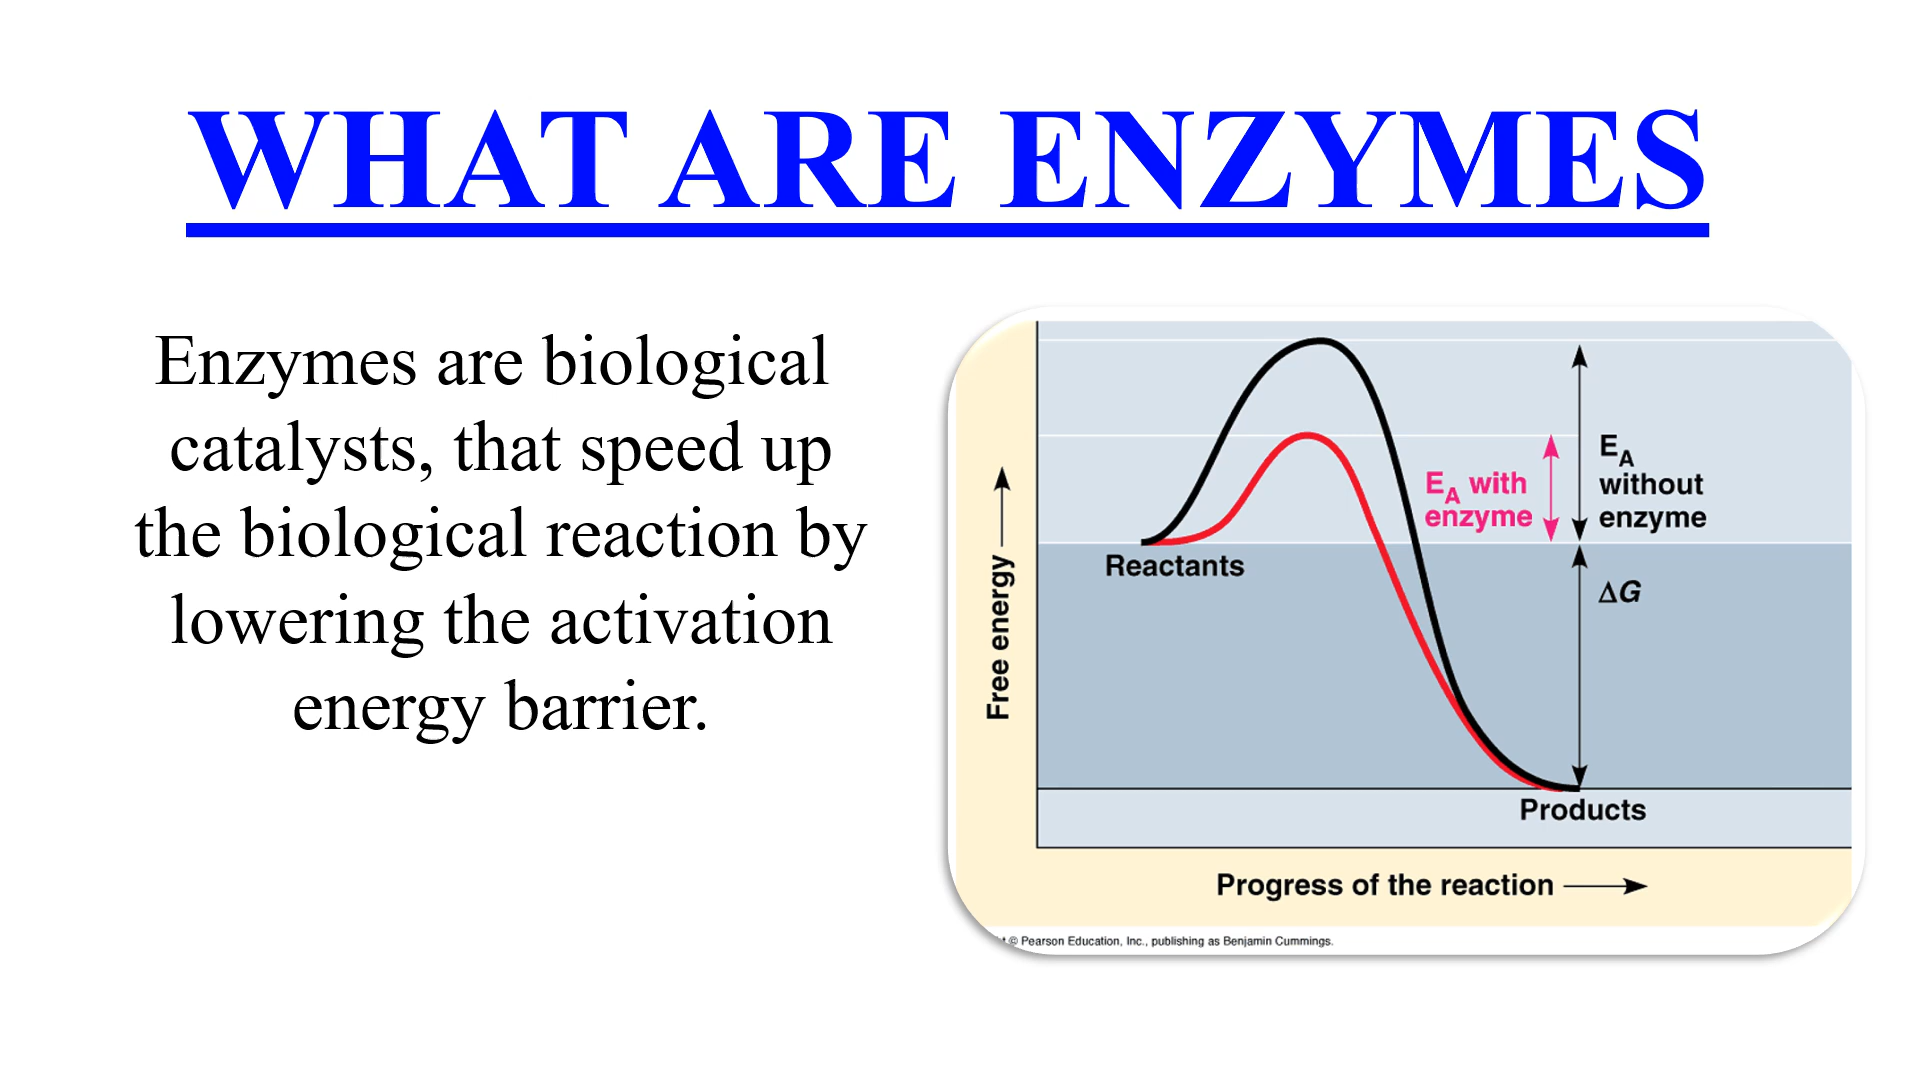 WHAT ARE ENZYMES
Enzymes are biological
catalysts, that speed up
the biological reaction by
lowering the activation
energy barrier.
Free energy
Reactants
E_A with
enzyme
E_A
without
enzyme
ΔG
Products
Progress of the reaction
© Pearson Education, Inc., publishing as Benjamin Cummings.